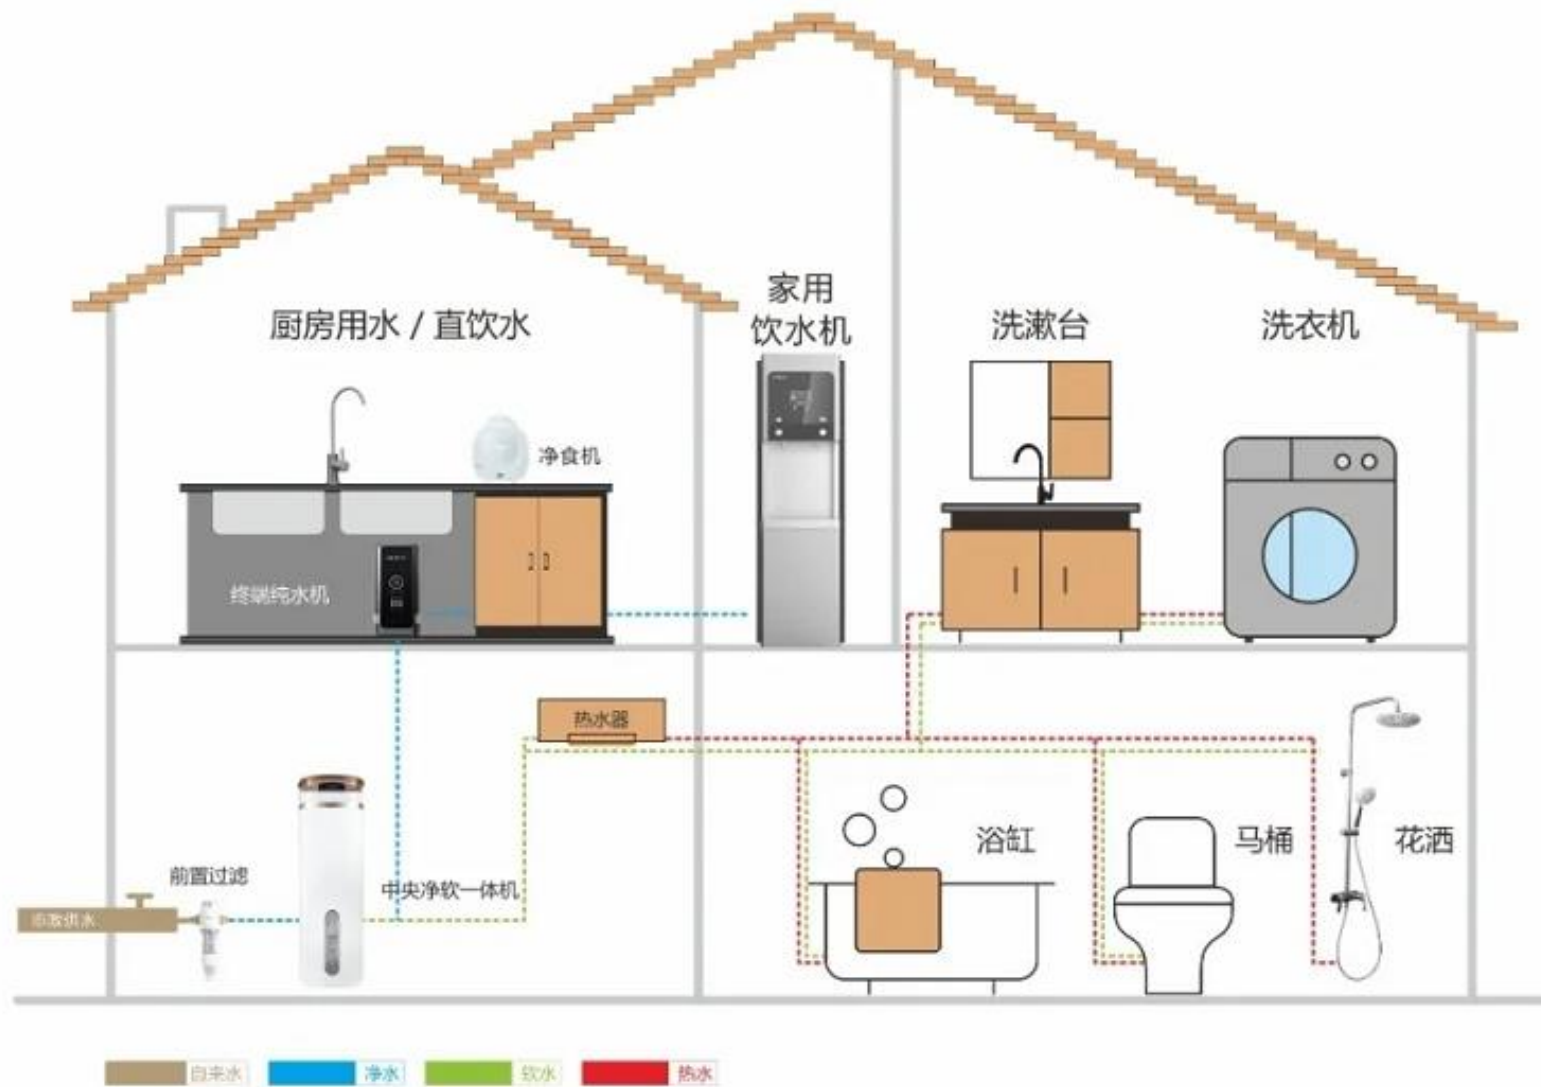 家用
饮水机
厨房用水 / 直饮水
洗漱台
洗衣机
净食机
终端纯水机
热水器
浴缸
马桶
花洒
前置过滤
中央净软一体机
市政供水
自来水
净水
软水
热水